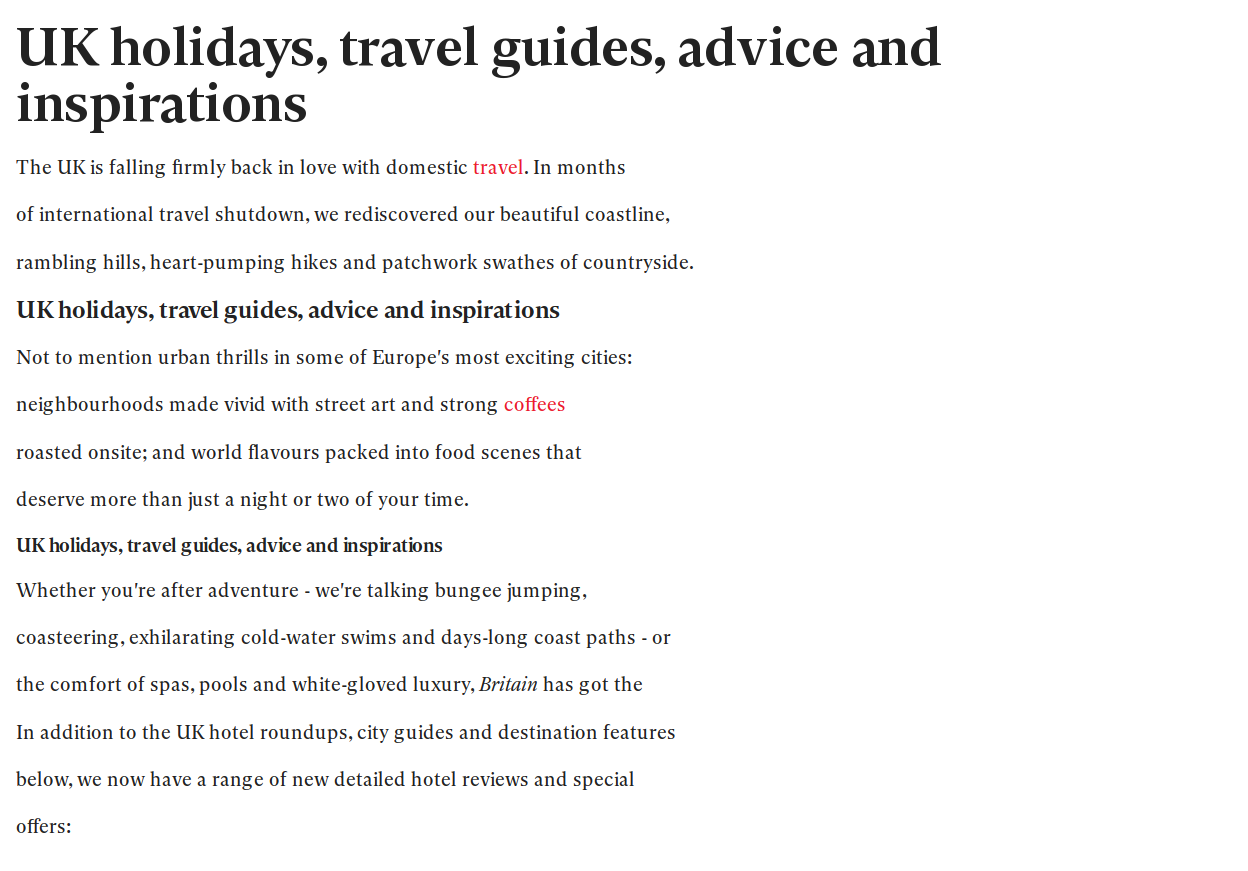 UK holidays, travel guides, advice and
inspirations
The UK is falling firmly back in love with domestic travel. In months
of international travel shutdown, we rediscovered our beautiful coastline,
rambling hills, heart-pumping hikes and patchwork swathes of countryside.
UK holidays, travel guides, advice and inspirations
Not to mention urban thrills in some of Europe's most exciting cities:
neighbourhoods made vivid with street art and strong coffees
roasted onsite; and world flavours packed into food scenes that
deserve more than just a night or two of your time.
UK holidays, travel guides, advice and inspirations
Whether you're after adventure - we're talking bungee jumping,
coasteering, exhilarating cold-water swims and days-long coast paths - or
the comfort of spas, pools and white-gloved luxury, Britain has got the
In addition to the UK hotel roundups, city guides and destination features
below, we now have a range of new detailed hotel reviews and special
offers: